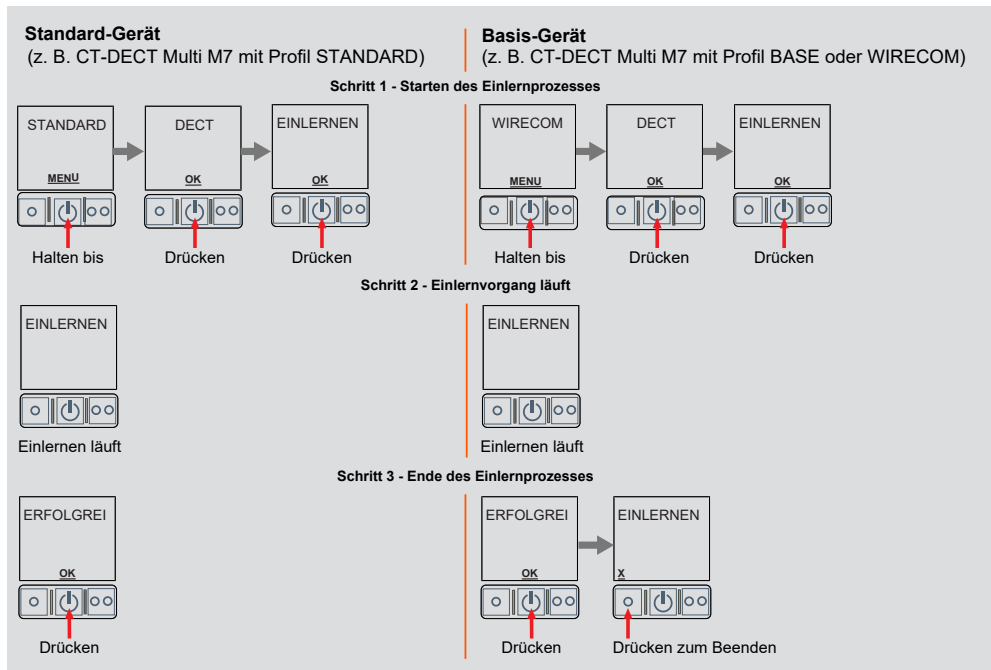 Standard-Gerät
(z. B. CT-DECT Multi M7 mit Profil STANDARD)
Basis-Gerät
(z. B. CT-DECT Multi M7 mit Profil BASE oder WIRECOM)
Schritt 1 - Starten des Einlernprozesses
STANDARD
MENU
DECT
OK
EINLERNEN
OK
Halten bis
Drücken
Drücken
WIRECOM
MENU
DECT
OK
EINLERNEN
OK
Halten bis
Drücken
Drücken
Schritt 2 - Einlernvorgang läuft
EINLERNEN
Einlernen läuft
EINLERNEN
Einlernen läuft
Schritt 3 - Ende des Einlernprozesses
ERFOLGREI
OK
Drücken
ERFOLGREI
OK
EINLERNEN
X
Drücken
Drücken zum Beenden